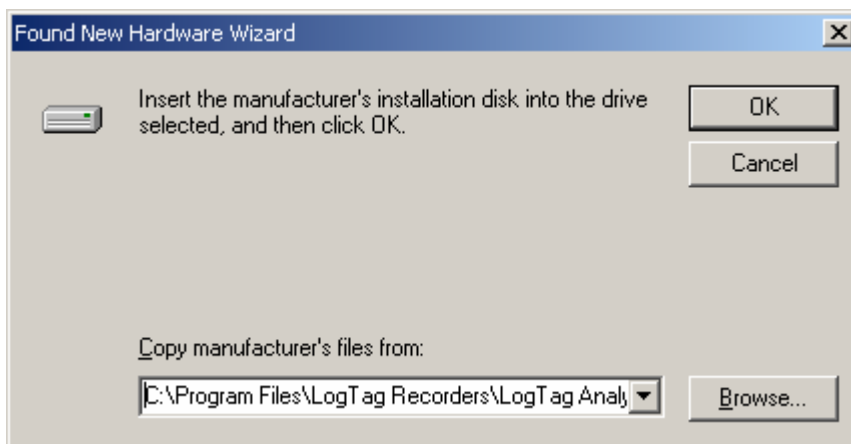 Found New Hardware Wizard
Insert the manufacturer's installation disk into the drive
selected, and then click OK.
OK
Cancel
Copy manufacturer's files from:
C:\Program Files\LogTag Recorders\LogTag Analy
Browse...